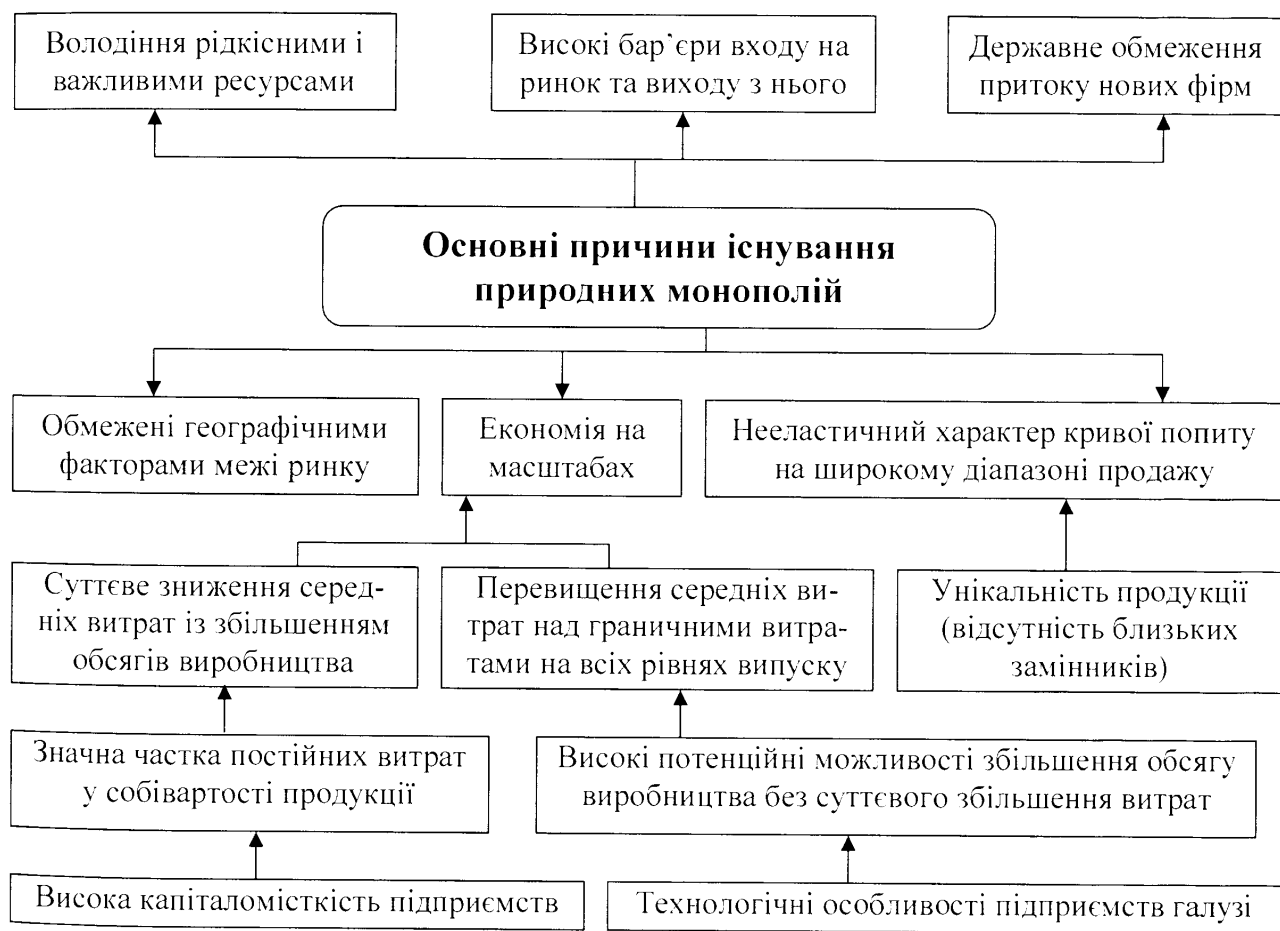 Володіння рідкісними і
важливими ресурсами
Високі бар’єри входу на
ринок та виходу з нього
Державне обмеження
притоку нових фірм
Основні причини існування
природних монополій
Обмежені географічними
факторами межі ринку
Економія на
масштабах
Нееластичний характер кривої попиту
на широкому діапазоні продажу
Суттєве зниження серед-
ніх витрат із збільшенням
обсягів виробництва
Перевищення середніх ви-
трат над граничними витра-
тами на всіх рівнях випуску
Унікальність продукції
(відсутність близьких
замінників)
Значна частка постійних витрат
у собівартості продукції
Високі потенційні можливості збільшення обсягу
виробництва без суттєвого збільшення витрат
Висока капіталомісткість підприємств
Технологічні особливості підприємств галузі